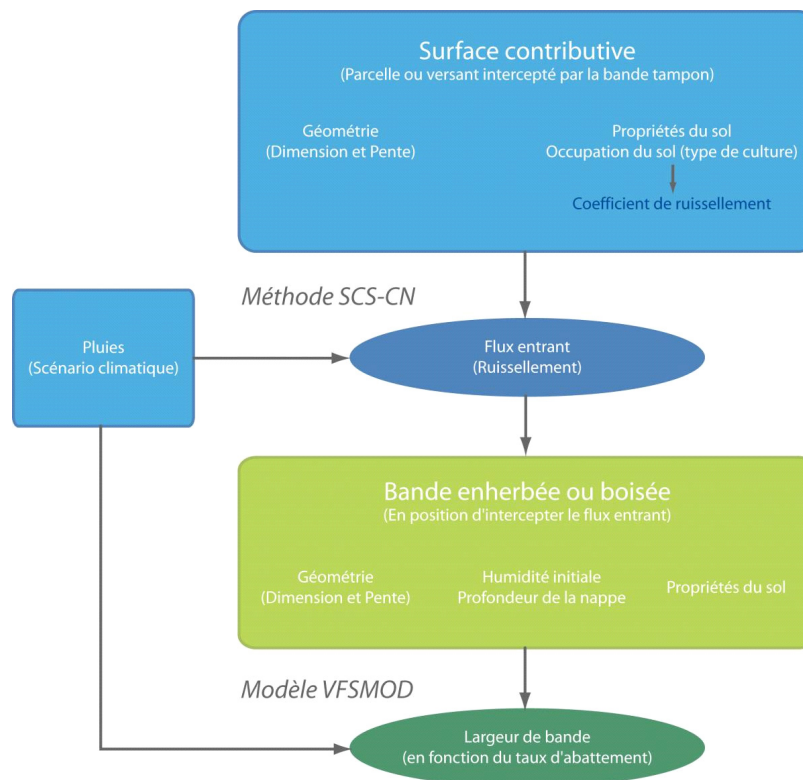 Surface contributive
(Parcelle ou versant intercepté par la bande tampon)
Géométrie
(Dimension et Pente)
Propriétés du sol
Occupation du sol (type de culture)
Coefficient de ruissellement
Méthode SCS-CN
Pluies
(Scénario climatique)
Flux entrant
(Ruissellement)
Bande enherbée ou boisée
(En position d'intercepter le flux entrant)
Géométrie
(Dimension et Pente)
Humidité initiale
Profondeur de la nappe
Propriétés du sol
Modèle VFSMOD
Largeur de bande
(en fonction du taux d'abattement)